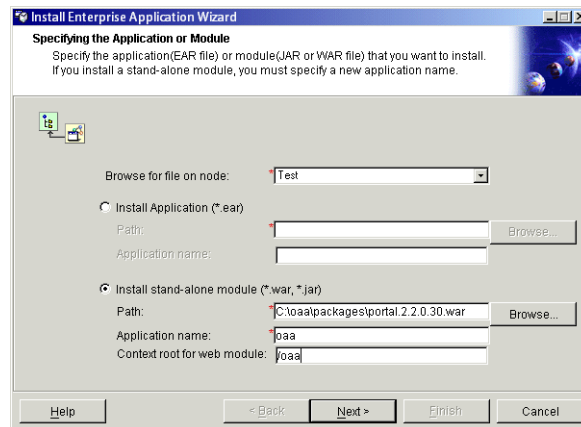 Install Enterprise Application Wizard
Specifying the Application or Module
Specify the application(EAR file) or module(JAR or WAR file) that you want to install.
If you install a stand-alone module, you must specify a new application name.
Browse for file on node: *Test
Install Application (*.ear)
Path: * Browse...
Application name:
Install stand-alone module (*.war, *.jar)
Path: *C:\oaa\packages\portal.2.2.0.30.war Browse...
Application name: *oaa
Context root for web module: /oaa
Help < Back Next > Finish Cancel